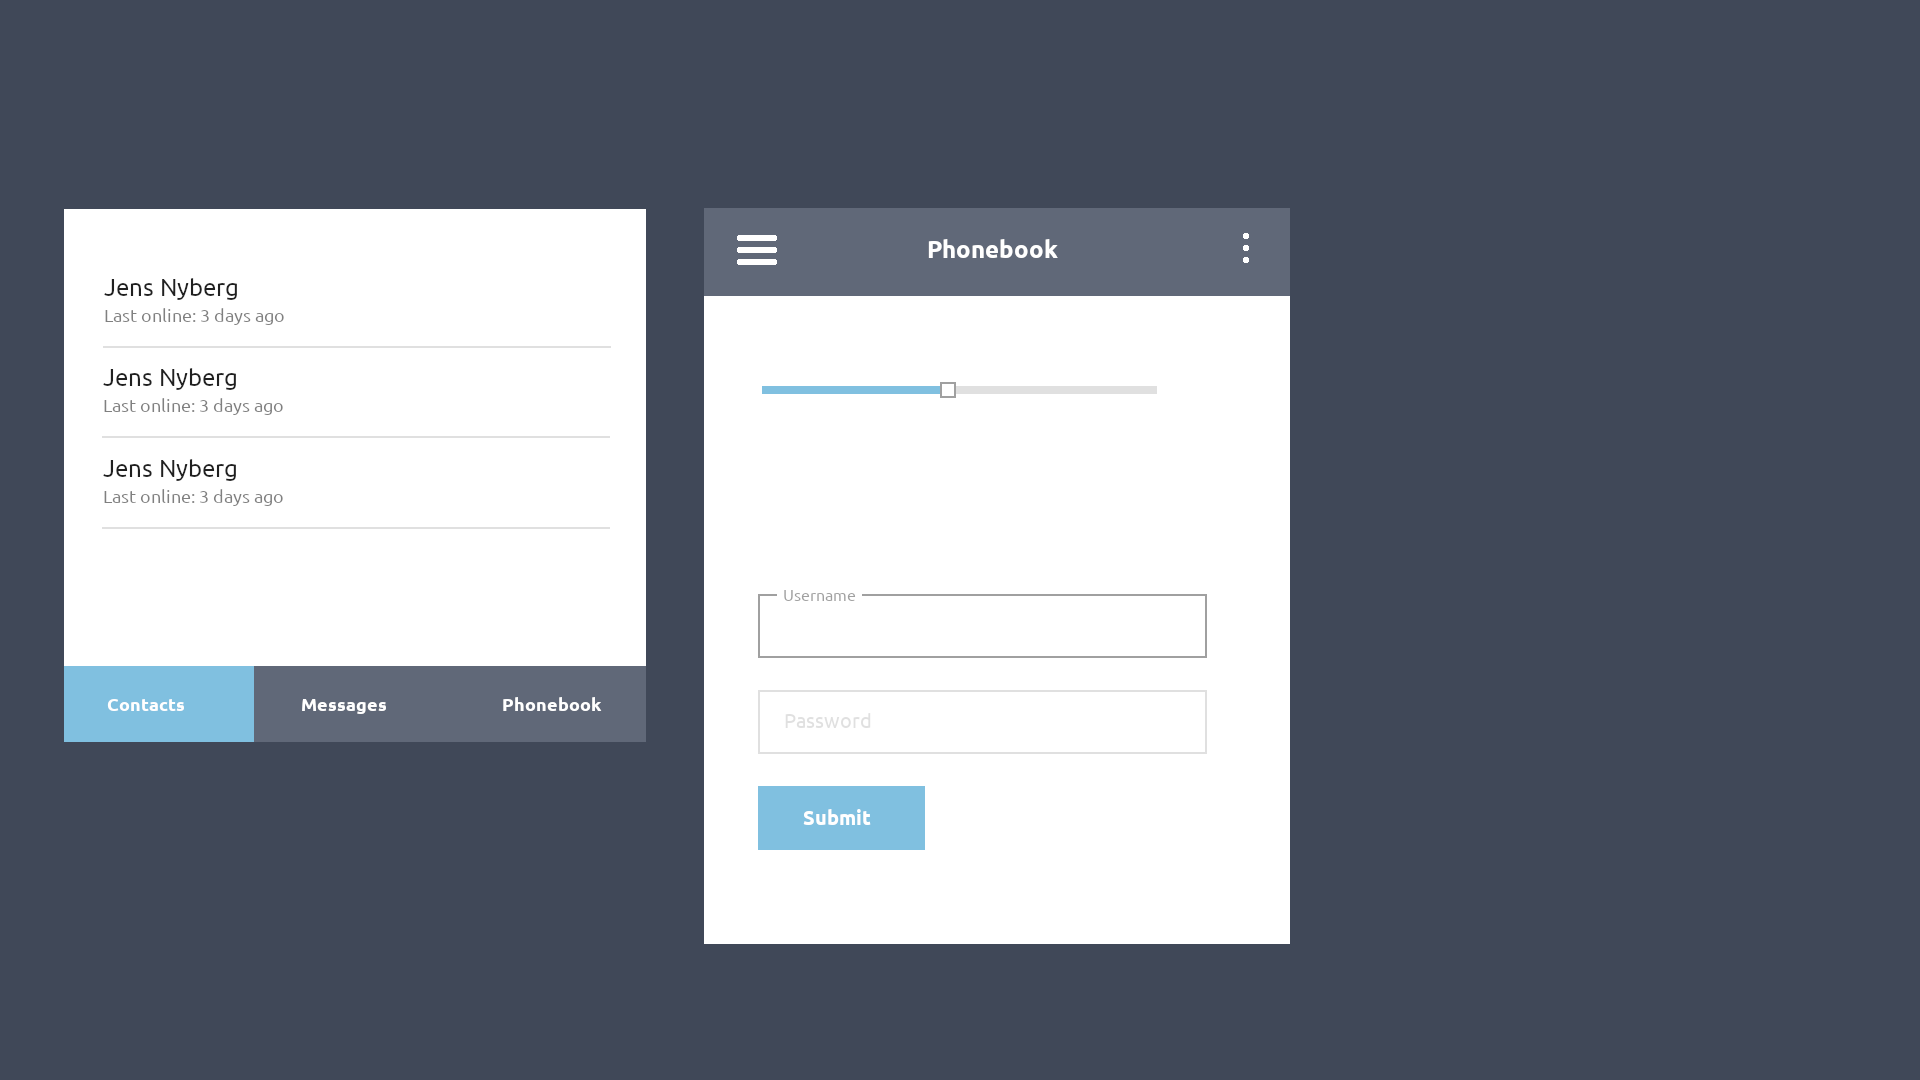 Jens Nyberg
Last online: 3 days ago
Jens Nyberg
Last online: 3 days ago
Jens Nyberg
Last online: 3 days ago
Contacts
Messages
Phonebook
Phonebook
Username
Password
Submit